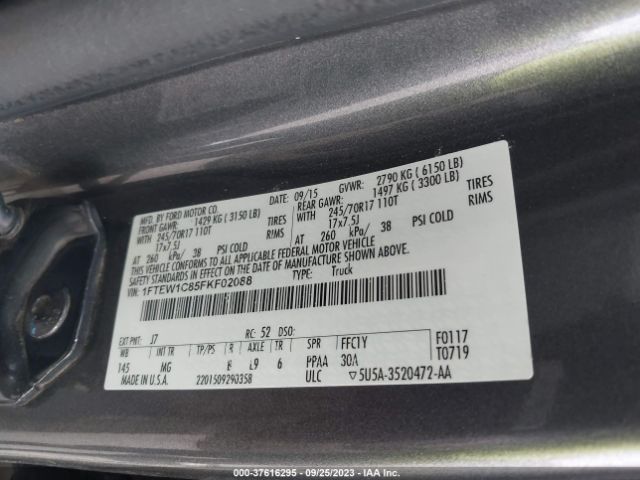 MFD. BY FORD MOTOR CO.
DATE: 09/15 GVWR: 2790 KG ( 6150 LB)
FRONT GAWR: 1429 KG ( 3150 LB)
REAR GAWR: 1497 KG ( 3300 LB)
WITH 245/70R17 110T TIRES
WITH 245/70R17 110T TIRES
17x7.5J RIMS
17x7.5J RIMS
AT 260 kPa/ 38 PSI COLD
AT 260 kPa/ 38 PSI COLD
THIS VEHICLE CONFORMS TO ALL APPLICABLE FEDERAL MOTOR VEHICLE
SAFETY STANDARDS IN EFFECT ON THE DATE OF MANUFACTURE SHOWN ABOVE.
VIN: 1FTEW1C85FKF02088 TYPE: Truck
EXT PNT: J7 RC: 52 DSO: F0117
WB INT TR TP/PS R AXLE TR SPR FFC1Y T0719
145 MG 8 L9 6 PPAA 30A
MADE IN U.S.A. 2201509290358 ULC ▽5U5A-3520472-AA
000-37616295 - 09/25/2023 - IAA Inc.